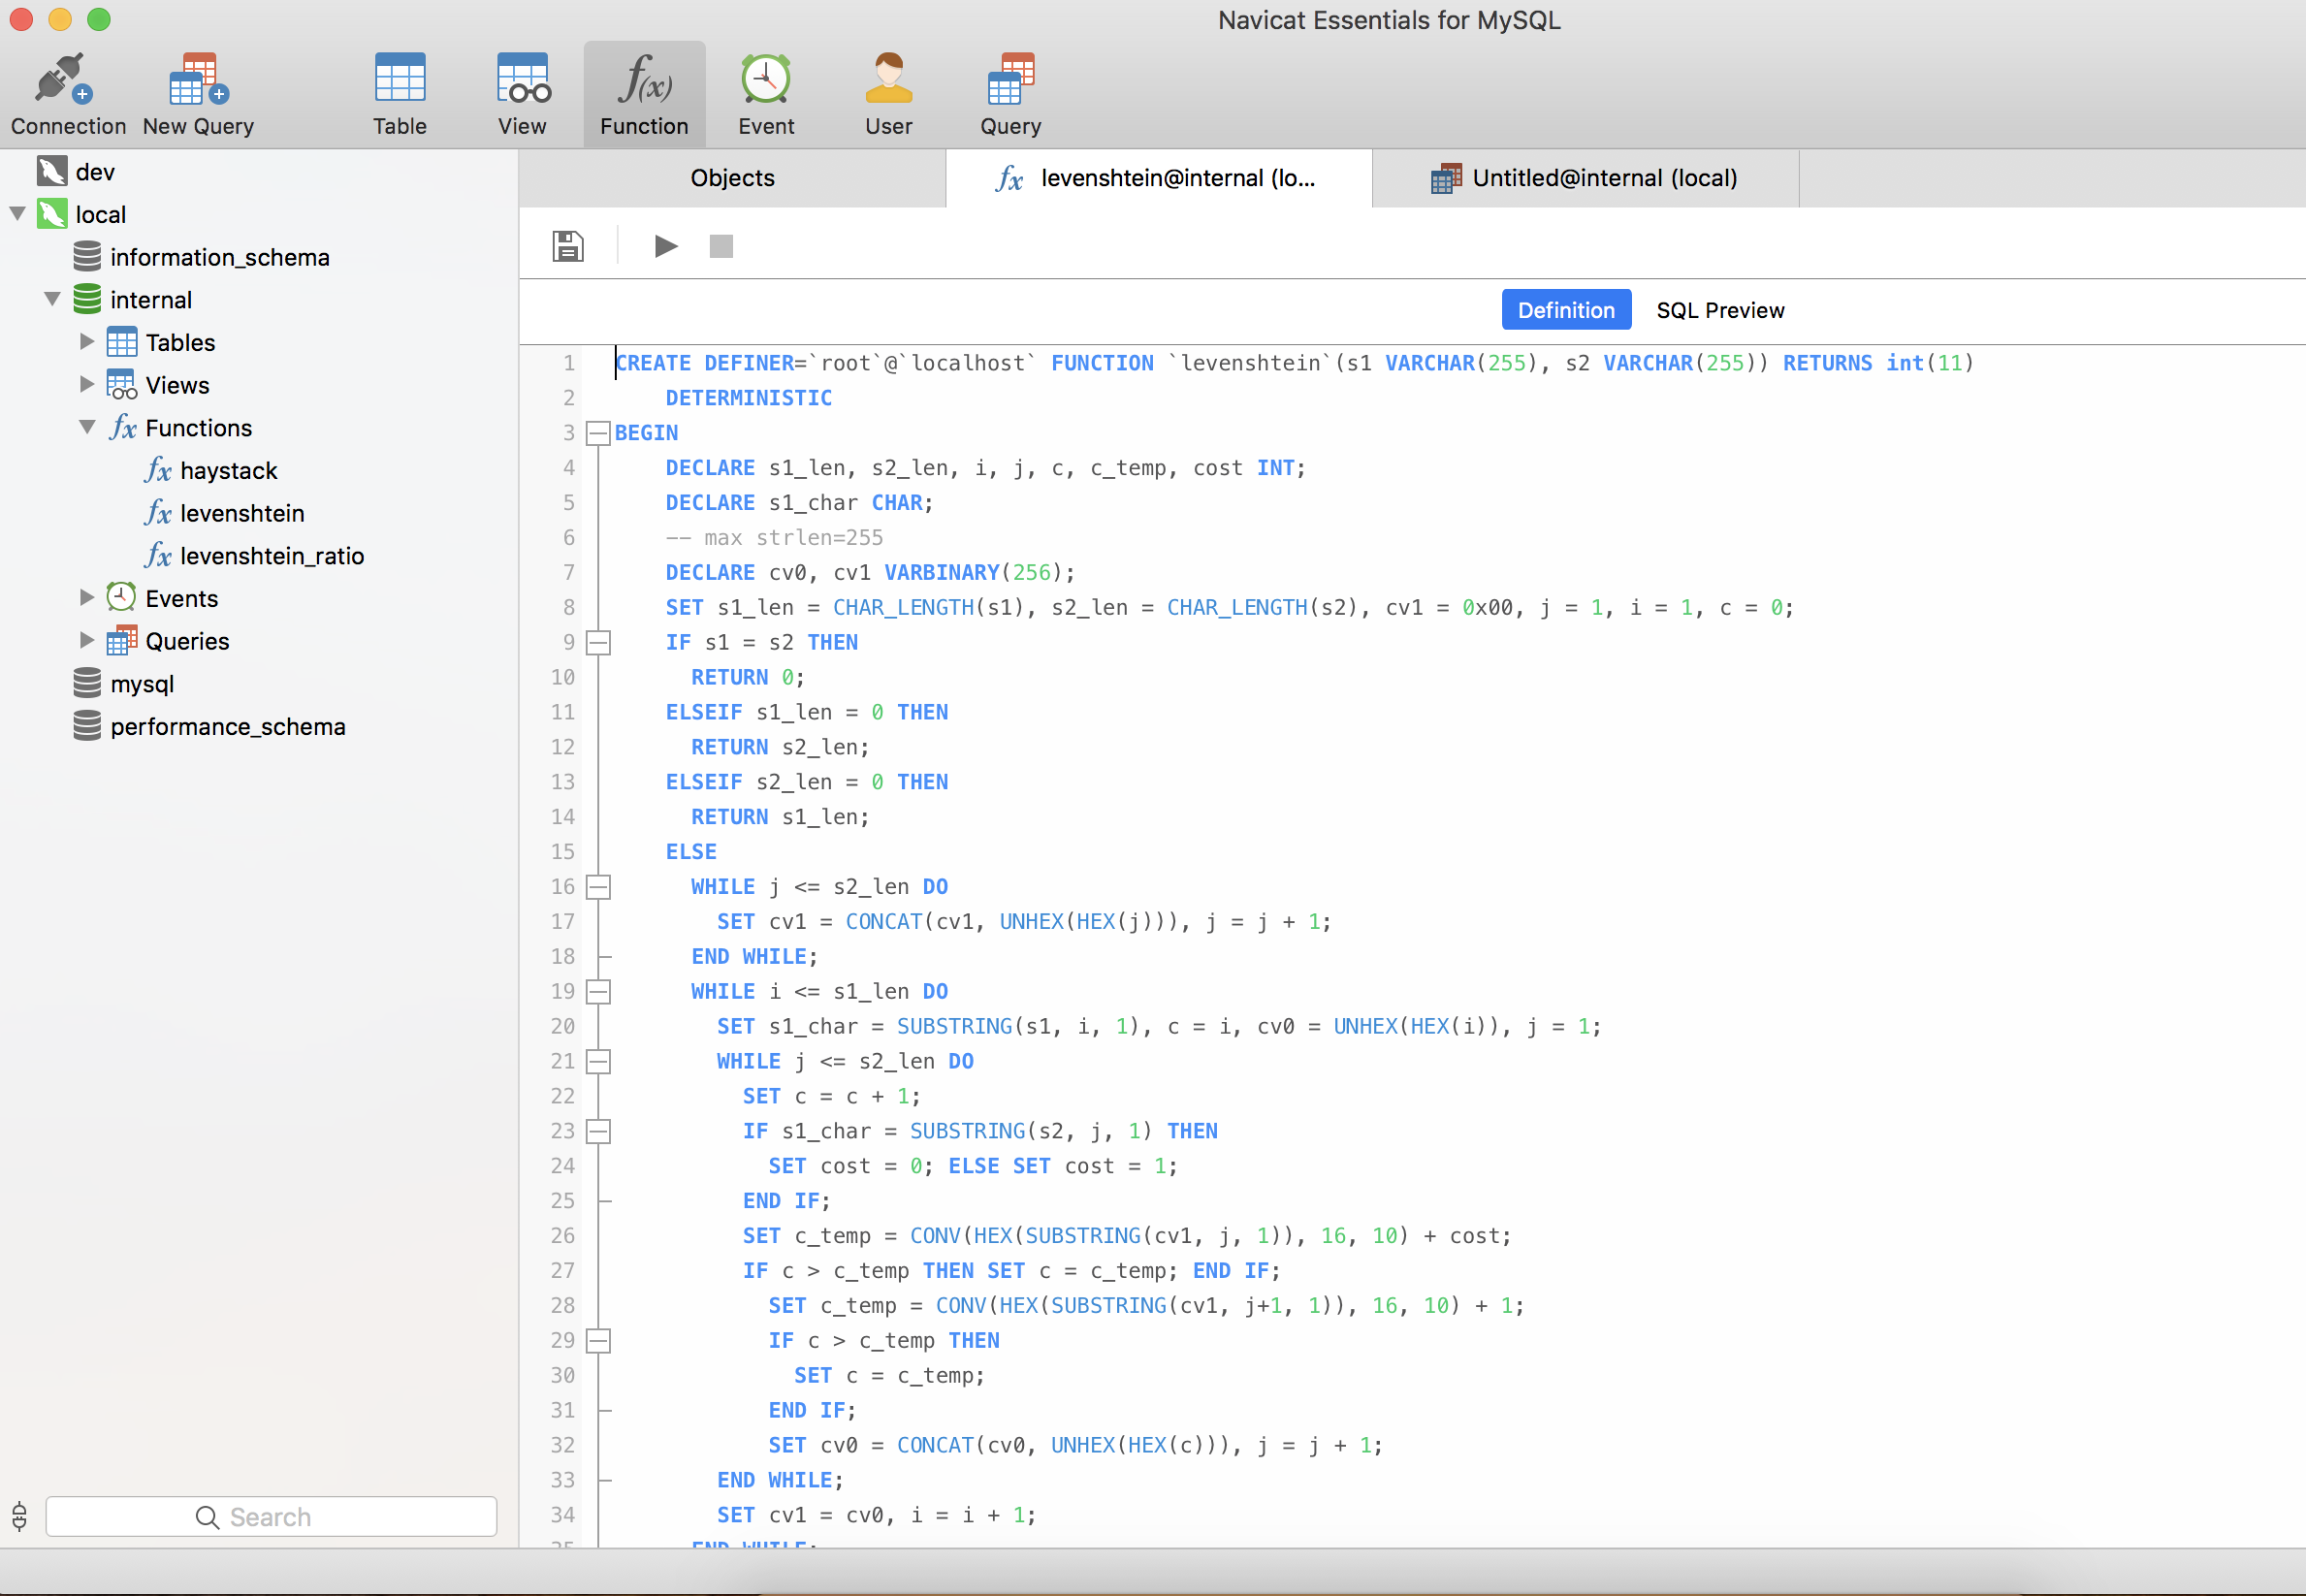 Navicat Essentials for MySQL
Connection New Query Table View Function Event User Query
dev
local
information_schema
internal
Tables
Views
Functions
haystack
levenshtein
levenshtein_ratio
Events
Queries
mysql
performance_schema
Search
Objects fx levenshtein@internal (lo... Untitled@internal (local)
Definition SQL Preview
1 CREATE DEFINER=`root`@`localhost` FUNCTION `levenshtein`(s1 VARCHAR(255), s2 VARCHAR(255)) RETURNS int(11)
2 DETERMINISTIC
3 BEGIN
4 DECLARE s1_len, s2_len, i, j, c, c_temp, cost INT;
5 DECLARE s1_char CHAR;
6 -- max strlen=255
7 DECLARE cv0, cv1 VARBINARY(256);
8 SET s1_len = CHAR_LENGTH(s1), s2_len = CHAR_LENGTH(s2), cv1 = 0x00, j = 1, i = 1, c = 0;
9 IF s1 = s2 THEN
10 RETURN 0;
11 ELSEIF s1_len = 0 THEN
12 RETURN s2_len;
13 ELSEIF s2_len = 0 THEN
14 RETURN s1_len;
15 ELSE
16 WHILE j <= s2_len DO
17 SET cv1 = CONCAT(cv1, UNHEX(HEX(j))), j = j + 1;
18 END WHILE;
19 WHILE i <= s1_len DO
20 SET s1_char = SUBSTRING(s1, i, 1), c = i, cv0 = UNHEX(HEX(i)), j = 1;
21 WHILE j <= s2_len DO
22 SET c = c + 1;
23 IF s1_char = SUBSTRING(s2, j, 1) THEN
24 SET cost = 0; ELSE SET cost = 1;
25 END IF;
26 SET c_temp = CONV(HEX(SUBSTRING(cv1, j, 1)), 16, 10) + cost;
27 IF c > c_temp THEN SET c = c_temp; END IF;
28 SET c_temp = CONV(HEX(SUBSTRING(cv1, j+1, 1)), 16, 10) + 1;
29 IF c > c_temp THEN
30 SET c = c_temp;
31 END IF;
32 SET cv0 = CONCAT(cv0, UNHEX(HEX(c))), j = j + 1;
33 END WHILE;
34 SET cv1 = cv0, i = i + 1;
35 END WHILE;